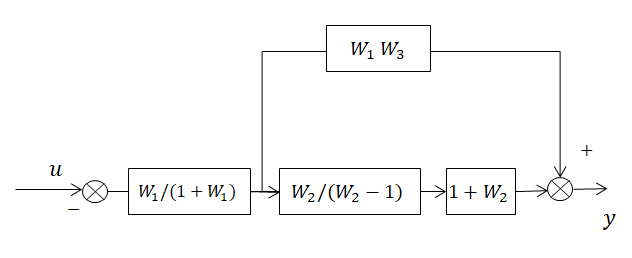 W₁ W₃
+
u
−
W₁/(1 + W₁)
W₂/(W₂ − 1)
1 + W₂
y